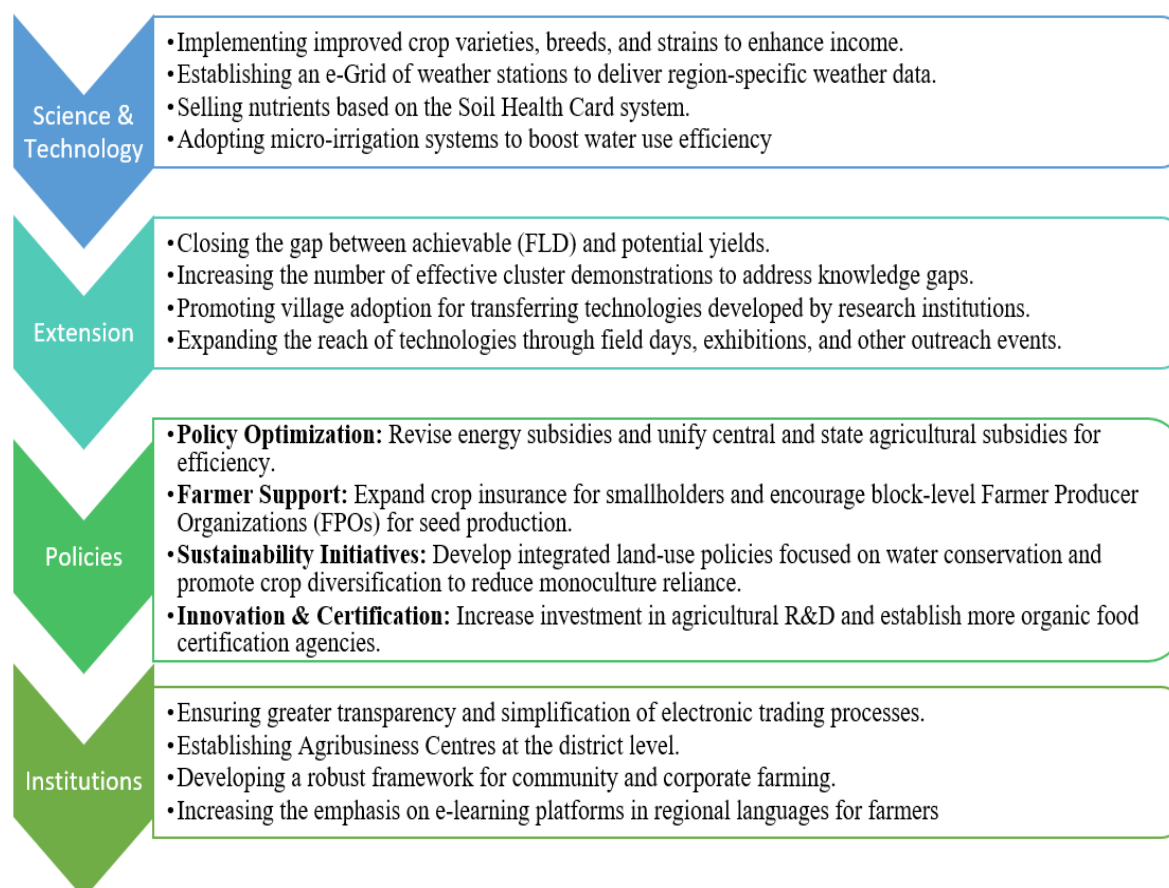 Science &
Technology
•Implementing improved crop varieties, breeds, and strains to enhance income.
•Establishing an e-Grid of weather stations to deliver region-specific weather data.
•Selling nutrients based on the Soil Health Card system.
•Adopting micro-irrigation systems to boost water use efficiency
Extension
•Closing the gap between achievable (FLD) and potential yields.
•Increasing the number of effective cluster demonstrations to address knowledge gaps.
•Promoting village adoption for transferring technologies developed by research institutions.
•Expanding the reach of technologies through field days, exhibitions, and other outreach events.
Policies
•Policy Optimization: Revise energy subsidies and unify central and state agricultural subsidies for
efficiency.
•Farmer Support: Expand crop insurance for smallholders and encourage block-level Farmer Producer
Organizations (FPOs) for seed production.
•Sustainability Initiatives: Develop integrated land-use policies focused on water conservation and
promote crop diversification to reduce monoculture reliance.
•Innovation & Certification: Increase investment in agricultural R&D and establish more organic food
certification agencies.
Institutions
•Ensuring greater transparency and simplification of electronic trading processes.
•Establishing Agribusiness Centres at the district level.
•Developing a robust framework for community and corporate farming.
•Increasing the emphasis on e-learning platforms in regional languages for farmers